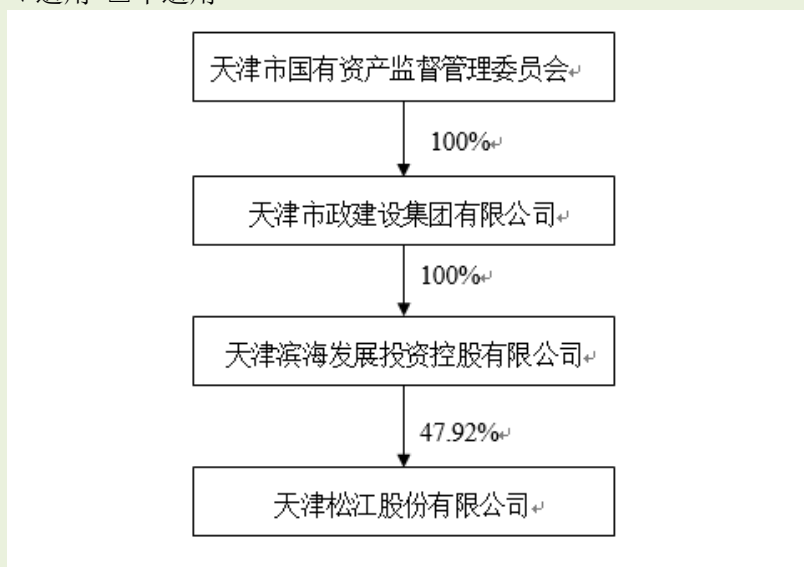 天津市国有资产监督管理委员会
100%
天津市政建设集团有限公司
100%
天津滨海发展投资控股有限公司
47.92%
天津松江股份有限公司